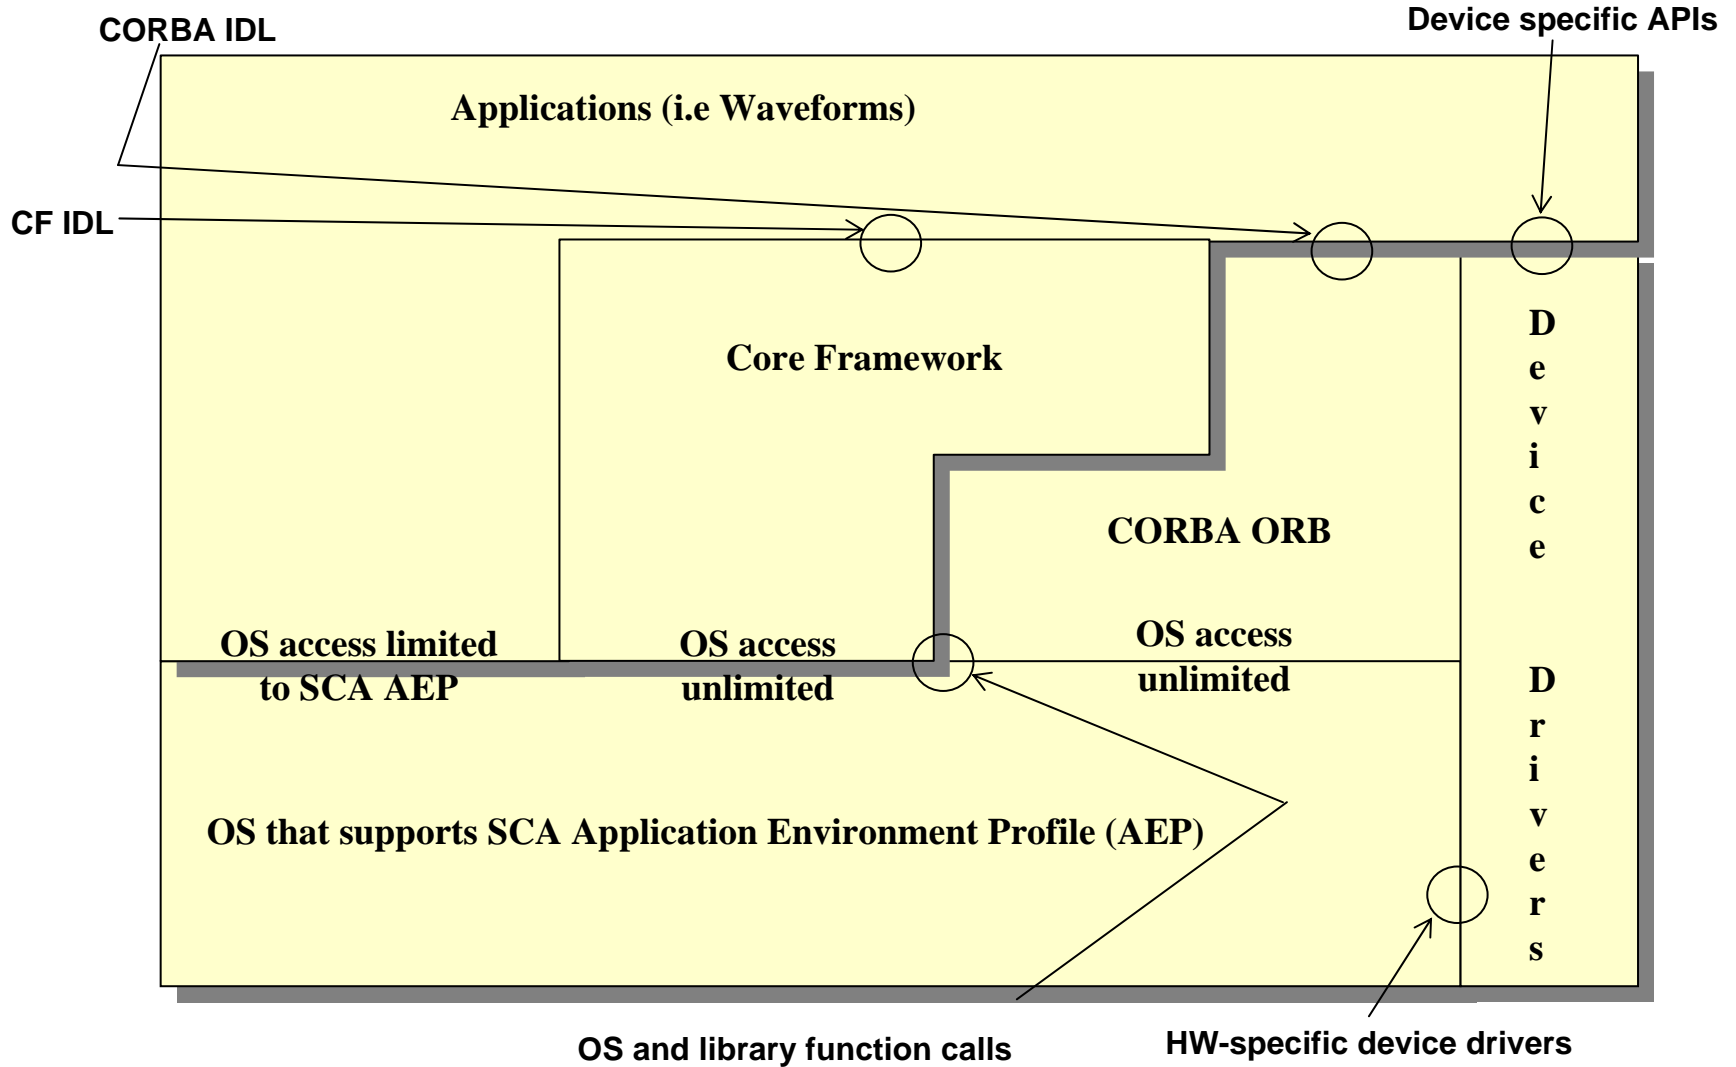 Device specific APIs
CORBA IDL
Applications (i.e Waveforms)
CF IDL
Core Framework
Device Drivers
CORBA ORB
OS access limited
to SCA AEP
OS access
unlimited
OS access
unlimited
OS that supports SCA Application Environment Profile (AEP)
OS and library function calls
HW-specific device drivers